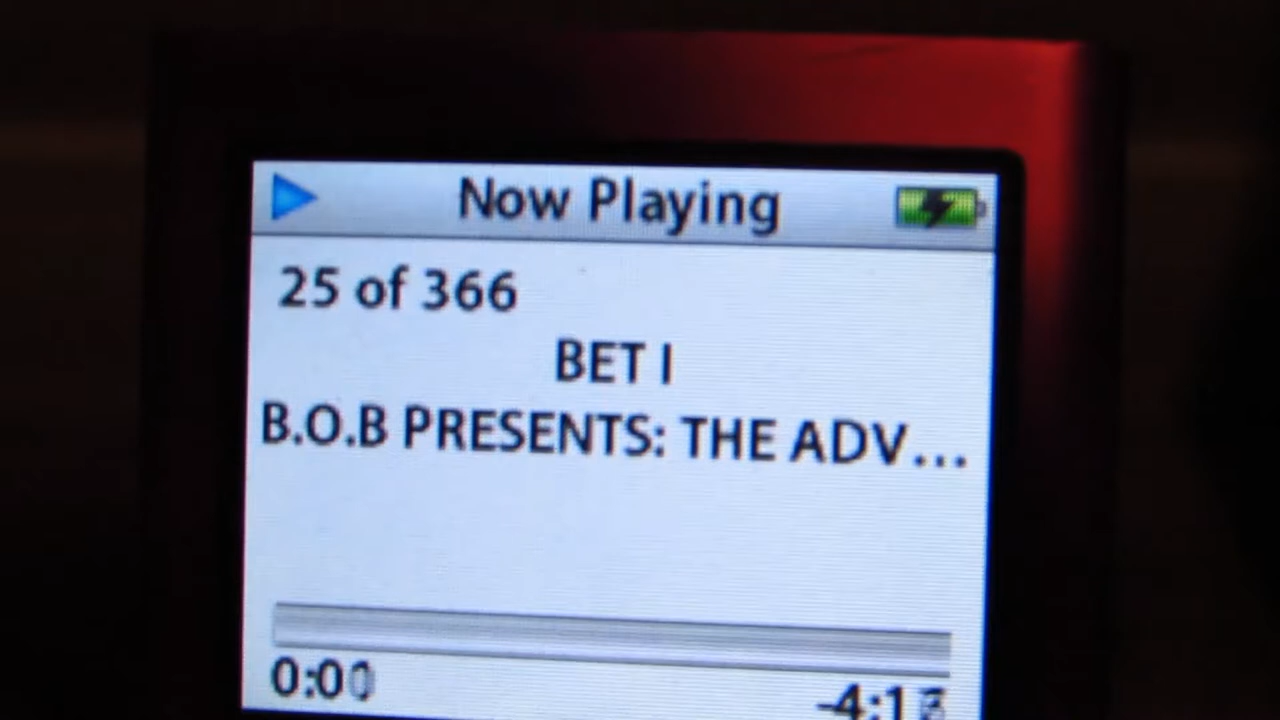 Now Playing
25 of 366
BET I
B.O.B PRESENTS: THE ADV...
0:00